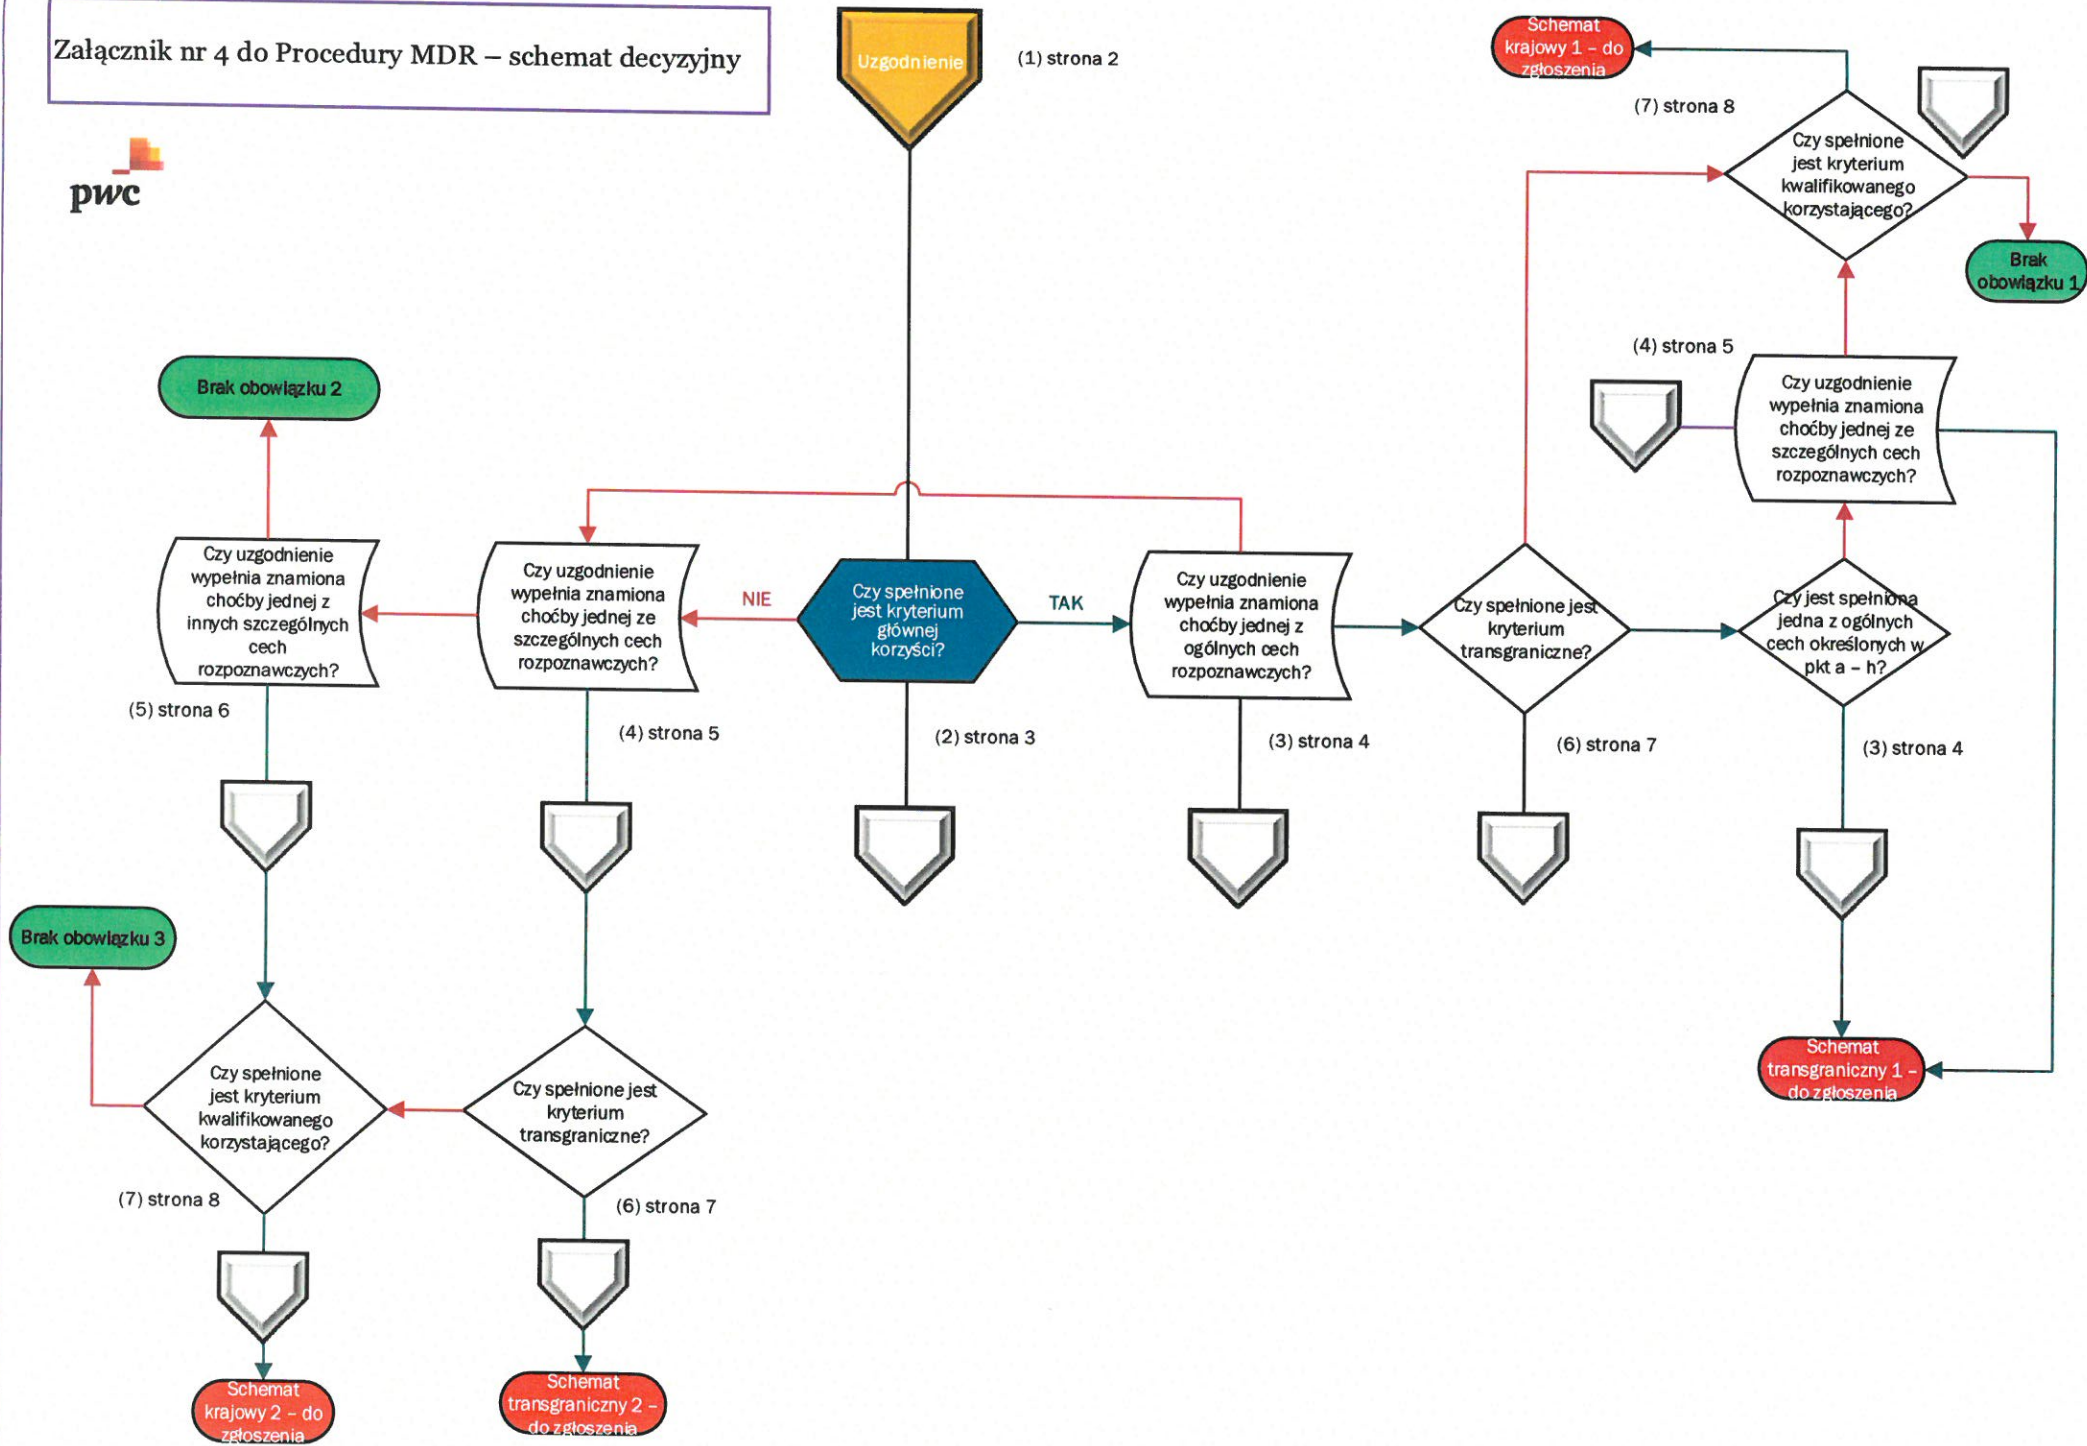 Załącznik nr 4 do Procedury MDR – schemat decyzyjny
pwc
Uzgodnienie
(1) strona 2
Schemat
krajowy 1 – do
zgłoszenia
(7) strona 8
Czy spełnione
jest kryterium
kwalifikowanego
korzystającego?
Brak
obowiązku 1
(4) strona 5
Czy uzgodnienie
wypełnia znamiona
choćby jednej ze
szczególnych cech
rozpoznawczych?
Brak obowiązku 2
Czy uzgodnienie
wypełnia znamiona
choćby jednej z
innych szczególnych
cech
rozpoznawczych?
(5) strona 6
Czy uzgodnienie
wypełnia znamiona
choćby jednej ze
szczególnych cech
rozpoznawczych?
(4) strona 5
NIE
Czy spełnione
jest kryterium
głównej
korzyści?
(2) strona 3
TAK
Czy uzgodnienie
wypełnia znamiona
choćby jednej z
ogólnych cech
rozpoznawczych?
(3) strona 4
Czy spełnione jest
kryterium
transgraniczne?
(6) strona 7
Czy jest spełniona
jedna z ogólnych
cech określonych w
pkt a – h?
(3) strona 4
Brak obowiązku 3
Czy spełnione
jest kryterium
kwalifikowanego
korzystającego?
(7) strona 8
Czy spełnione jest
kryterium
transgraniczne?
(6) strona 7
Schemat
transgraniczny 1 –
do zgłoszenia
Schemat
krajowy 2 – do
zgłoszenia
Schemat
transgraniczny 2 –
do zgłoszenia